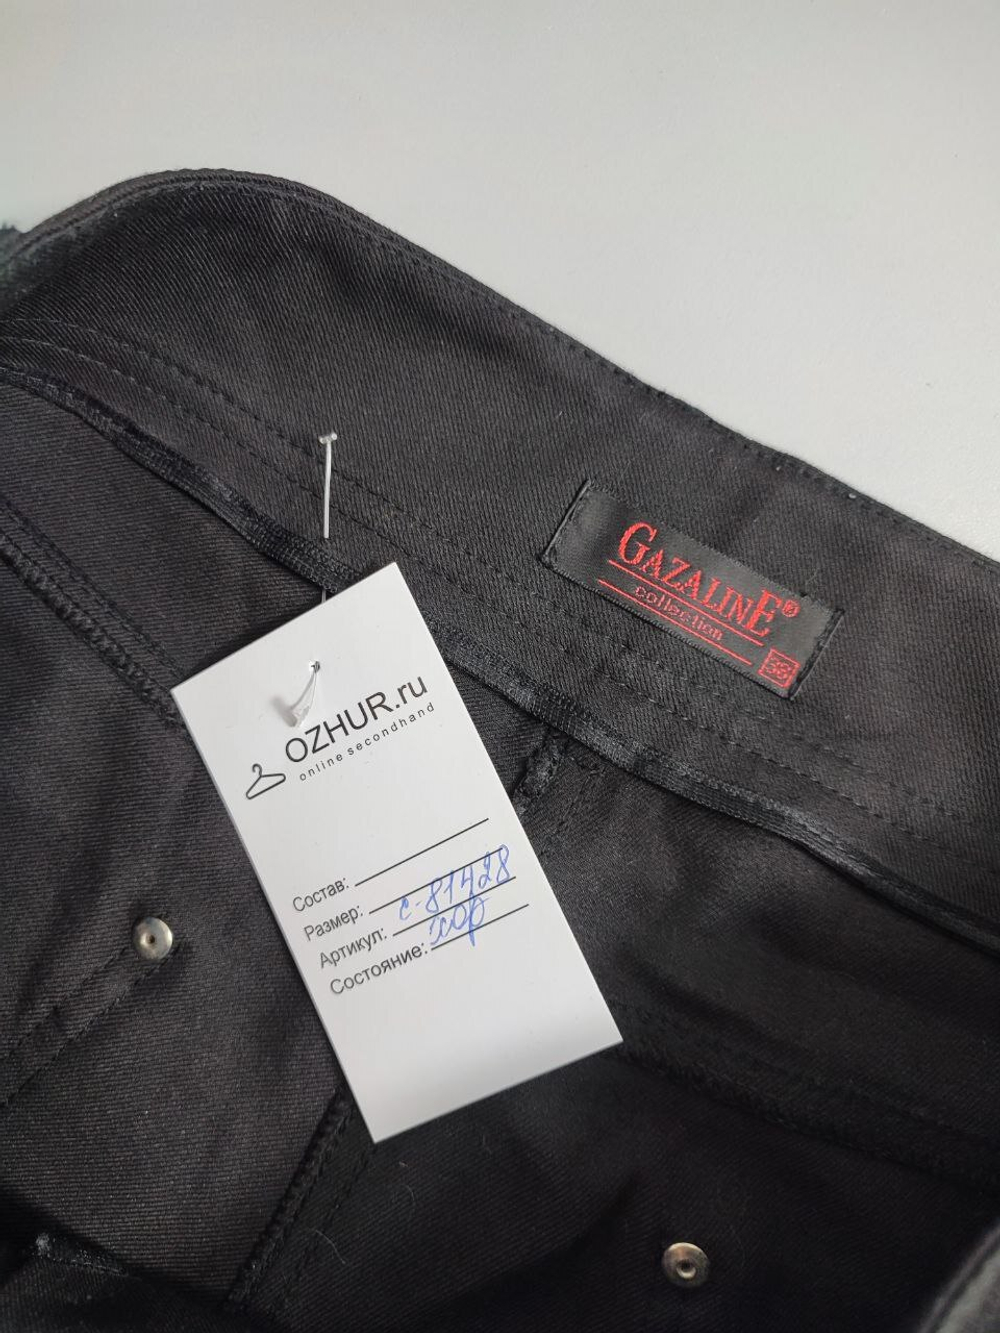 GAZALINE®
collection
38
OZHUR.ru
online secondhand
Состав:
Размер:
Артикул: с-81428
Состояние: хор